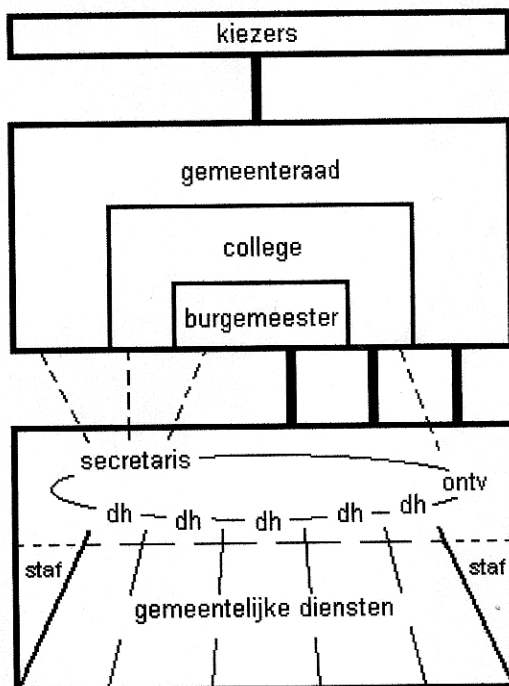 kiezers
gemeenteraad
college
burgemeester
secretaris
ontv
dh dh dh dh dh
staf staf
gemeentelijke diensten